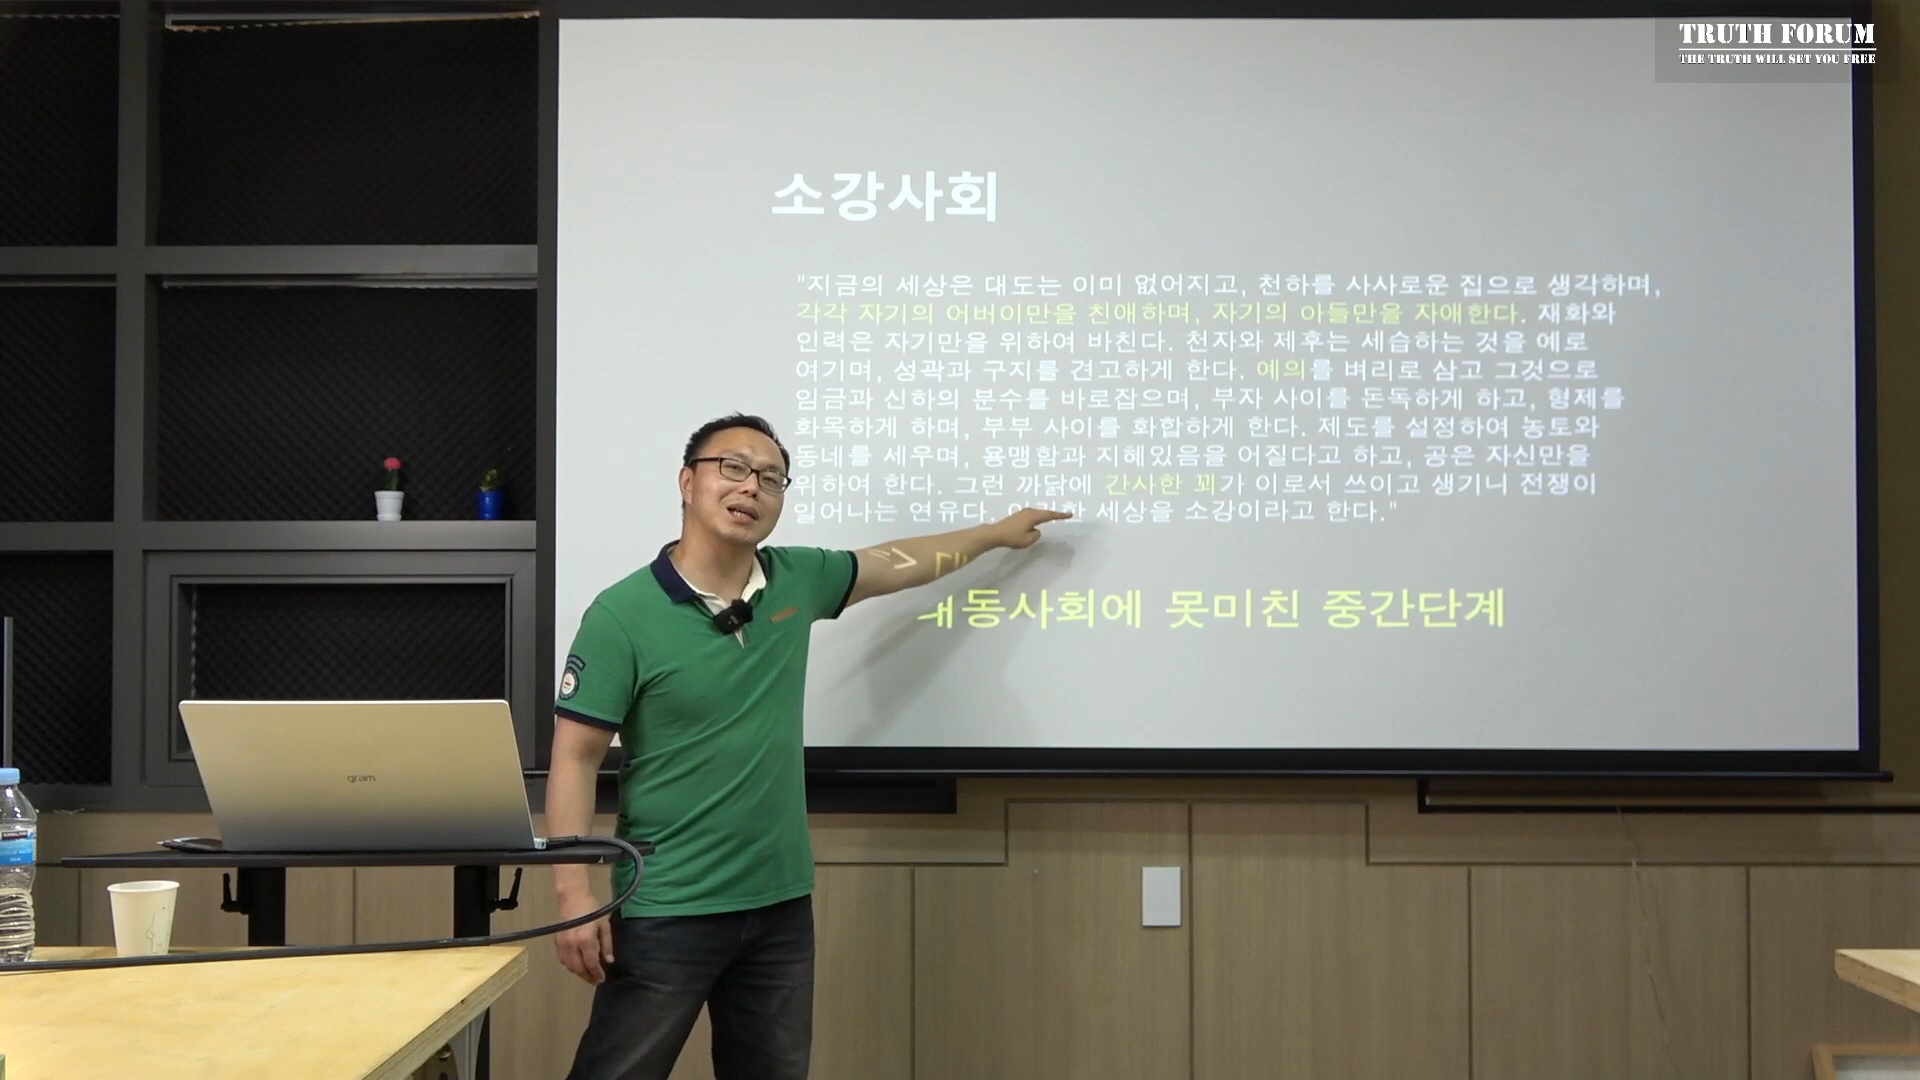 TRUTH FORUM
THE TRUTH WILL SET YOU FREE
소강사회
"지금의 세상은 대도는 이미 없어지고, 천하를 사사로운 집으로 생각하며,
각각 자기의 어버이만을 친애하며, 자기의 아들만을 자애한다. 재화와
인력은 자기만을 위하여 바친다. 천자와 제후는 세습하는 것을 예로
여기며, 성곽과 구지를 견고하게 한다. 예의를 벼리로 삼고 그것으로
임금과 신하의 분수를 바로잡으며, 부자 사이를 돈독하게 하고, 형제를
화목하게 하며, 부부 사이를 화합하게 한다. 제도를 설정하여 농토와
동네를 세우며, 용맹함과 지혜있음을 어질다고 하고, 공은 자신만을
위하여 한다. 그런 까닭에 간사한 꾀가 이로서 쓰이고 생기니 전쟁이
일어나는 연유다. 세상을 소강이라고 한다."
=>
대동사회에 못미친 중간단계
gram